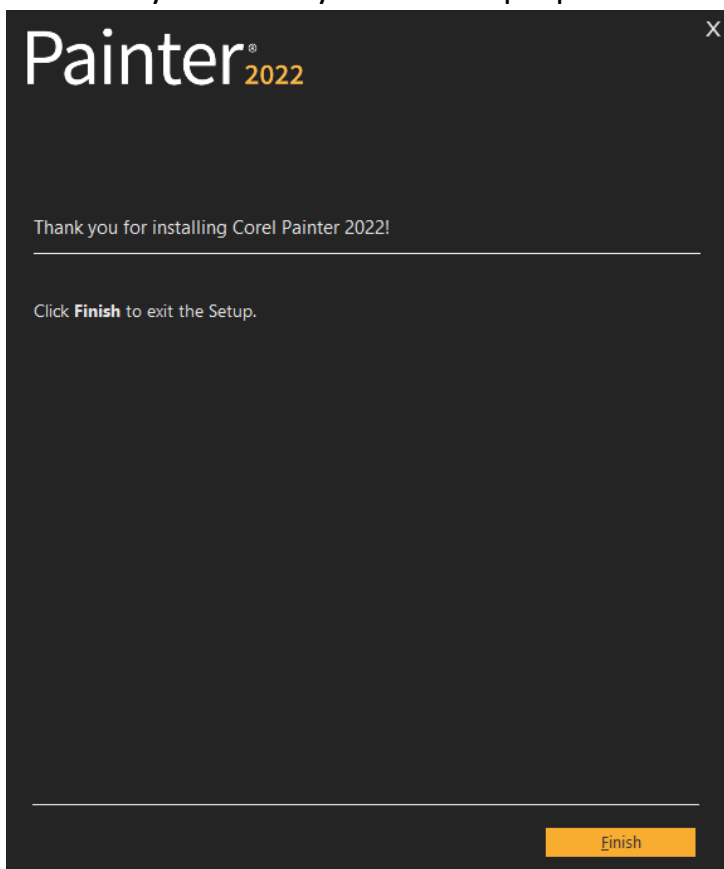 Painter® 2022
X
Thank you for installing Corel Painter 2022!
Click Finish to exit the Setup.
Finish